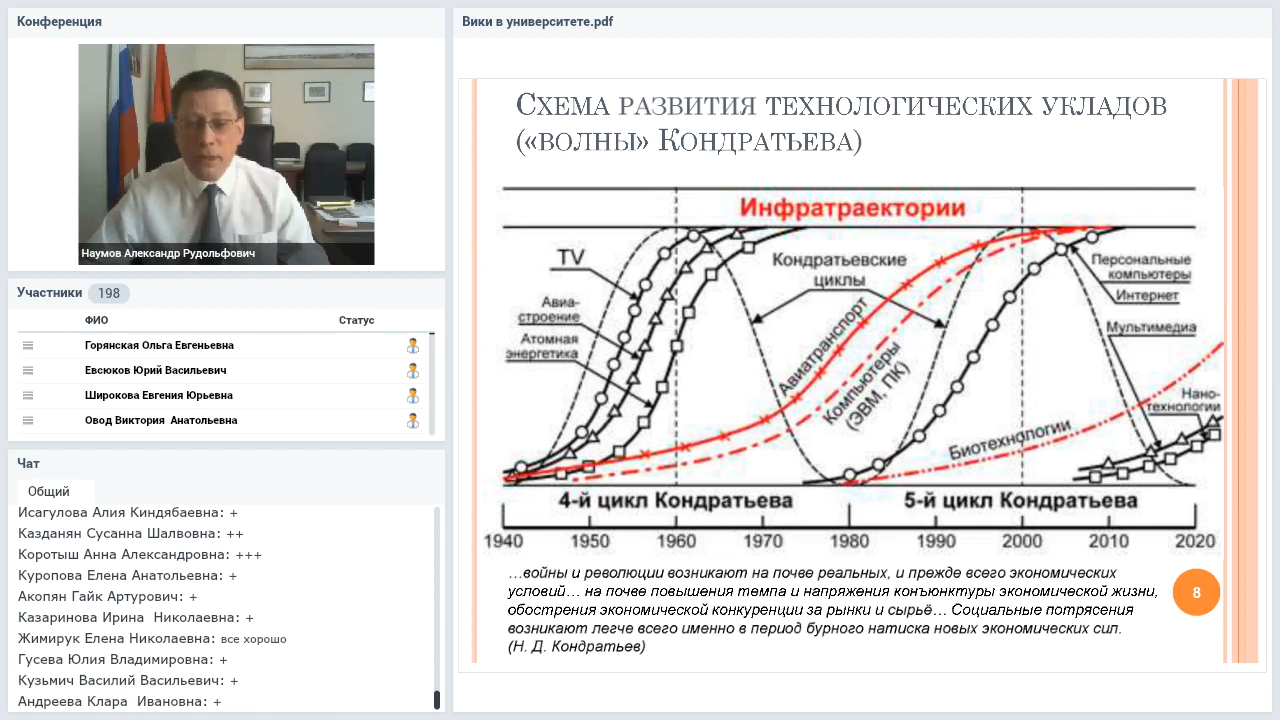 Конференция
Наумов Александр Рудольфович
Участники 198
ФИО Статус
Горянская Ольга Евгеньевна
Евсюков Юрий Васильевич
Широкова Евгения Юрьевна
Овод Виктория Анатольевна
Чат
Общий
Исагулова Алия Киндябаевна: +
Казданян Сусанна Шалвовна: ++
Коротыш Анна Александровна: +++
Куропова Елена Анатольевна: +
Акопян Гайк Артурович: +
Казаринова Ирина Николаевна: +
Жимирук Елена Николаевна: все хорошо
Гусева Юлия Владимировна: +
Кузьмич Василий Васильевич: +
Андреева Клара Ивановна: +
Вики в университете.pdf
Схема развития технологических укладов
(«волны» Кондратьева)
Инфратраектории
TV
Авиа-
строение
Атомная
энергетика
Кондратьевские
циклы
Авиатранспорт
Компьютеры
(ЭВМ, ПК)
Биотехнологии
Персональные
компьютеры
Интернет
Мультимедиа
Нано-
технологии
4-й цикл Кондратьева 5-й цикл Кондратьева
1940 1950 1960 1970 1980 1990 2000 2010 2020
…войны и революции возникают на почве реальных, и прежде всего экономических
условий… на почве повышения темпа и напряжения конъюнктуры экономической жизни,
обострения экономической конкуренции за рынки и сырьё… Социальные потрясения
возникают легче всего именно в период бурного натиска новых экономических сил.
(Н. Д. Кондратьев)
8